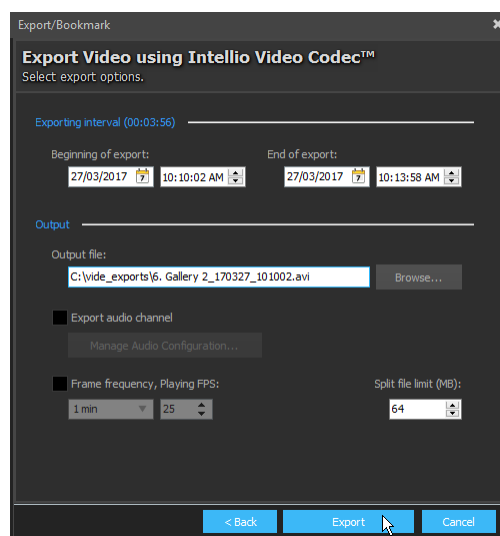 Export/Bookmark
Export Video using Intellio Video Codec™
Select export options.
Exporting interval (00:03:56)
Beginning of export: End of export:
27/03/2017 7 10:10:02 AM 27/03/2017 7 10:13:58 AM
Output
Output file:
C:\vide_exports\6. Gallery 2_170327_101002.avi Browse...
Export audio channel
Manage Audio Configuration...
Frame frequency, Playing FPS: Split file limit (MB):
1 min 25 64
< Back Export Cancel